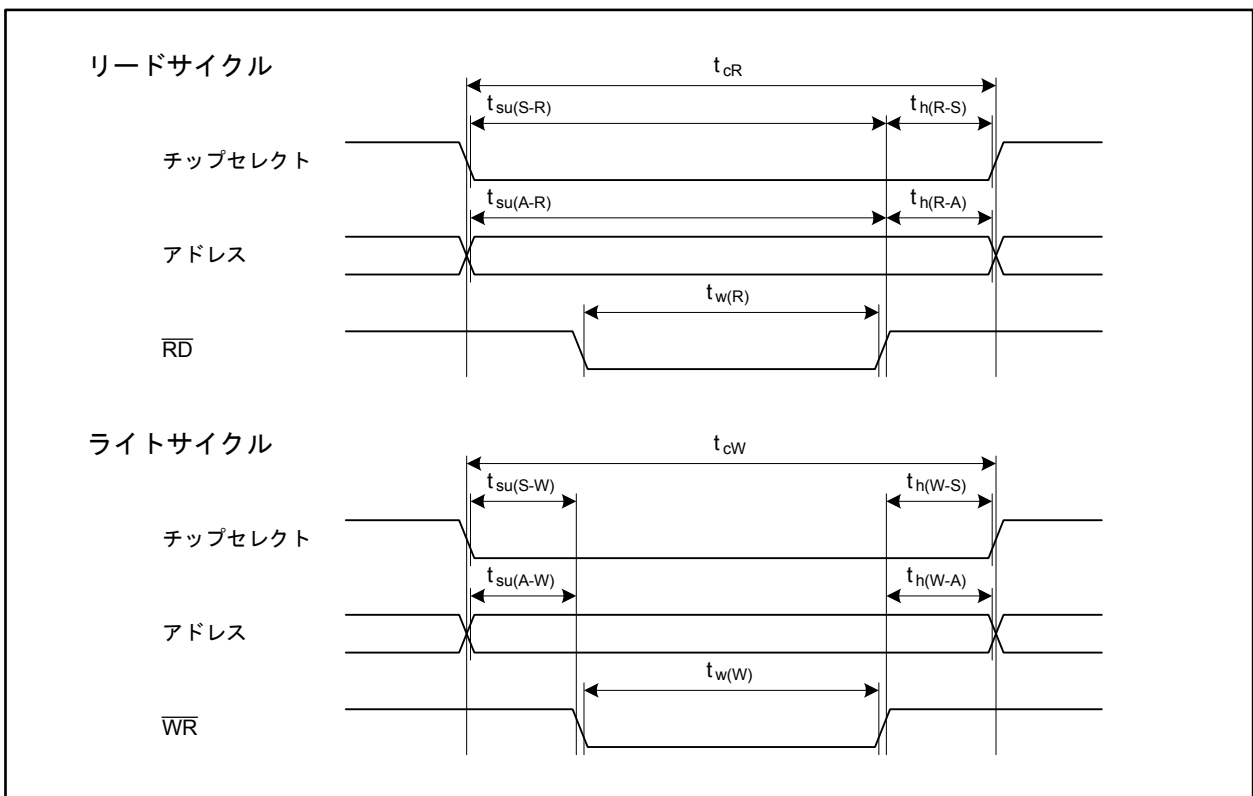 リードサイクル
tcR
tsu(S-R)
th(R-S)
チップセレクト
tsu(A-R)
th(R-A)
アドレス
tw(R)
RD
ライトサイクル
tcW
tsu(S-W)
th(W-S)
チップセレクト
tsu(A-W)
th(W-A)
アドレス
tw(W)
WR